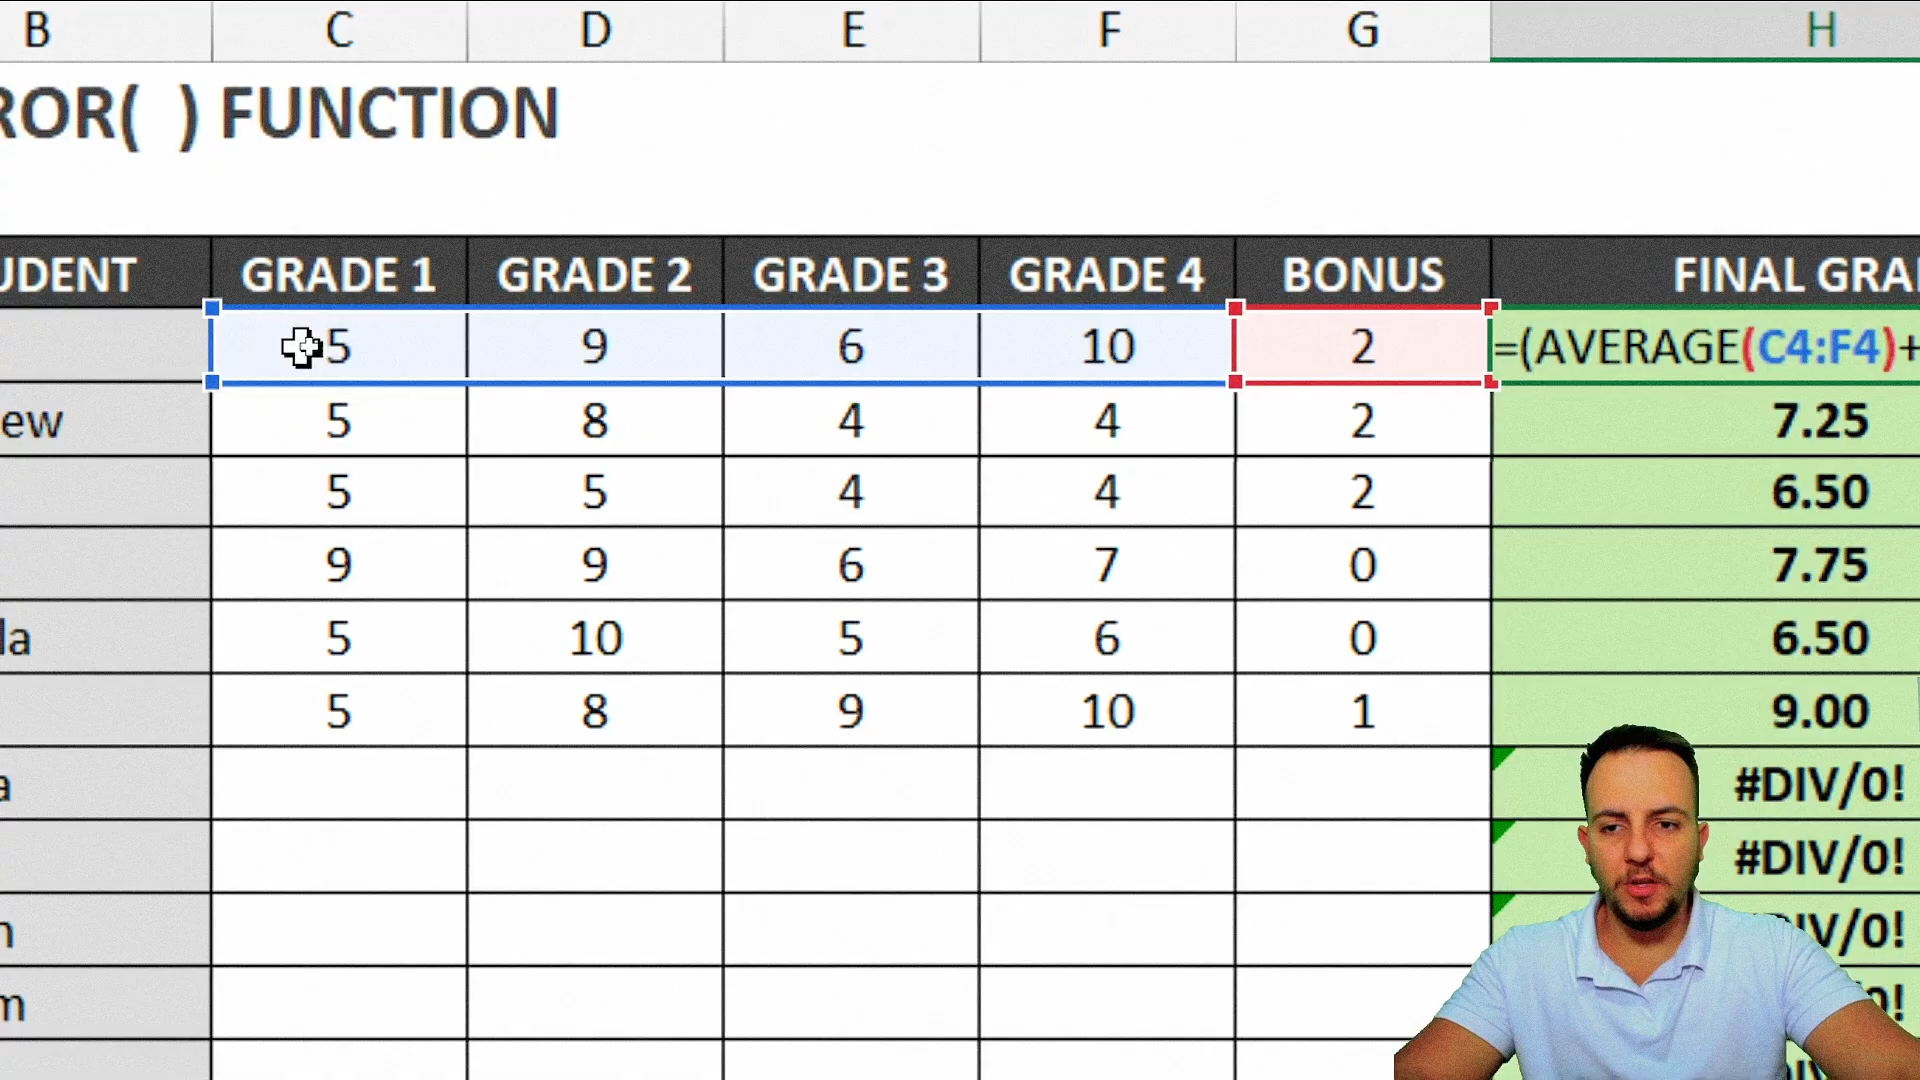 B C D E F G H
ROR( ) FUNCTION
UDENT GRADE 1 GRADE 2 GRADE 3 GRADE 4 BONUS FINAL GRA
5 9 6 10 2 =(AVERAGE(C4:F4)+
ew 5 8 4 4 2 7.25
5 5 4 4 2 6.50
9 9 6 7 0 7.75
la 5 10 5 6 0 6.50
5 8 9 10 1 9.00
a #DIV/0!
#DIV/0!
n IV/0!
m 0!